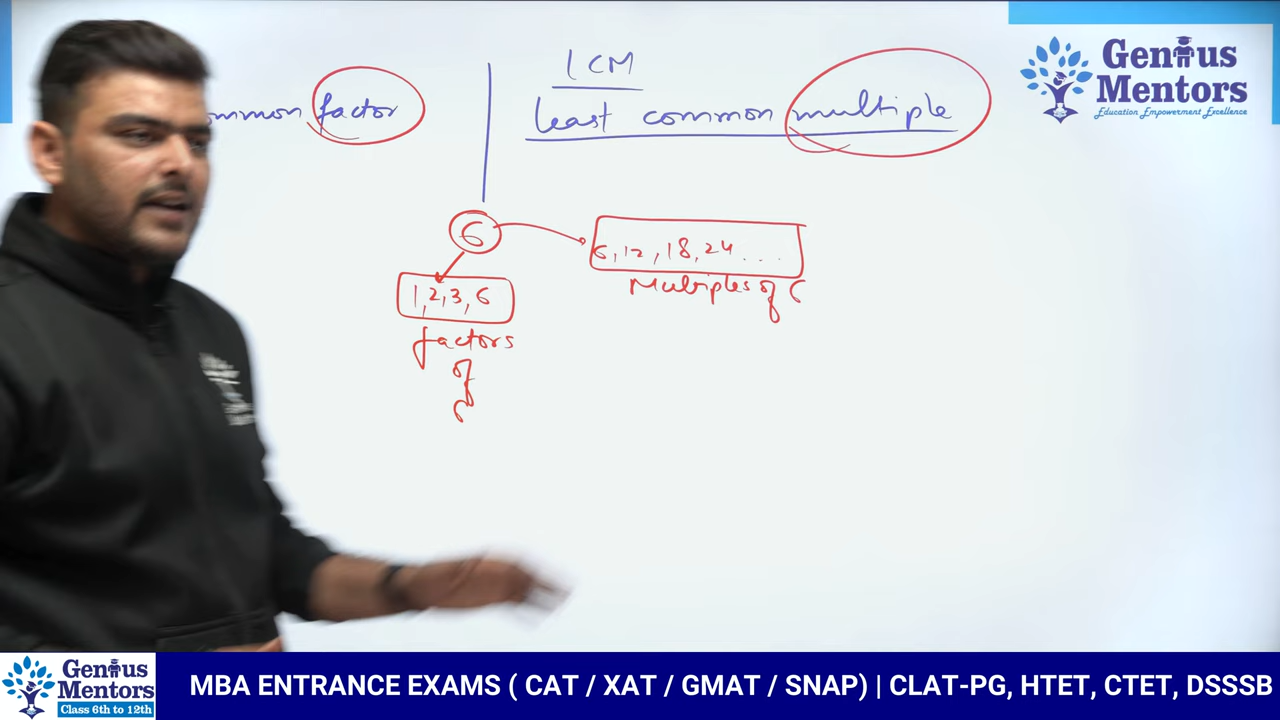 ommon factor
LCM
least common multiple
6
6, 12, 18, 24 ....
Multiples of 6
1, 2, 3, 6
factors
of
6
Genius
Mentors
Education Empowerment Excellence
Genius
Mentors
Class 6th to 12th
MBA ENTRANCE EXAMS ( CAT / XAT / GMAT / SNAP) | CLAT-PG, HTET, CTET, DSSSB